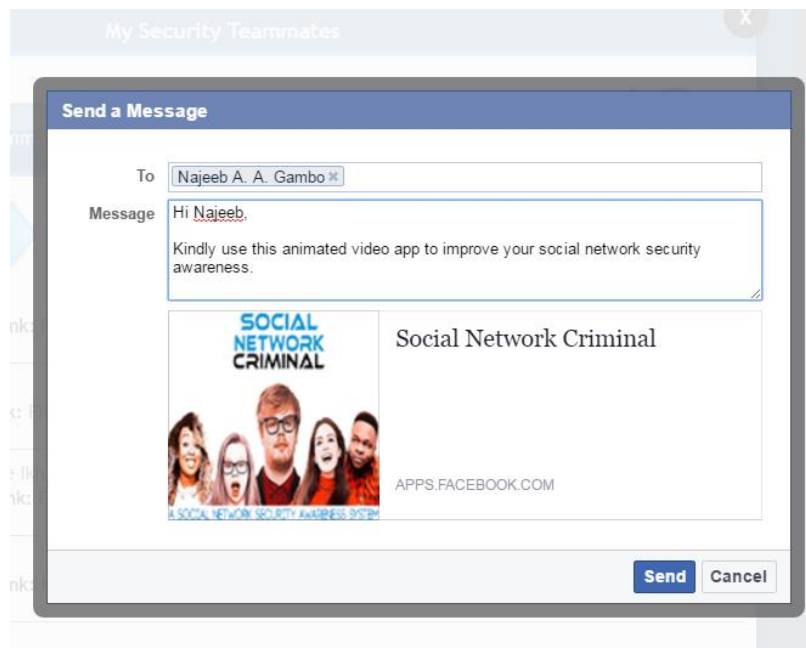 X
My Security Teammates
Send a Message
To Najeeb A. A. Gambo ×
Message Hi Najeeb,
Kindly use this animated video app to improve your social network security
awareness.
SOCIAL
NETWORK
CRIMINAL
Social Network Criminal
A SOCIAL NETWORK SECURITY AWARENESS SYSTEM
APPS.FACEBOOK.COM
Send Cancel